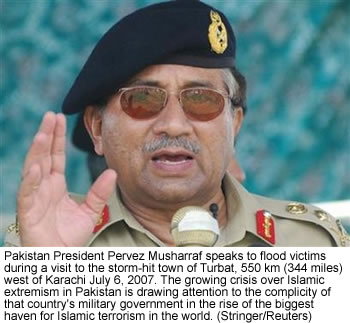 Pakistan President Pervez Musharraf speaks to flood victims
during a visit to the storm-hit town of Turbat, 550 km (344 miles)
west of Karachi July 6, 2007. The growing crisis over Islamic
extremism in Pakistan is drawing attention to the complicity of
that country's military government in the rise of the biggest
haven for Islamic terrorism in the world. (Stringer/Reuters)